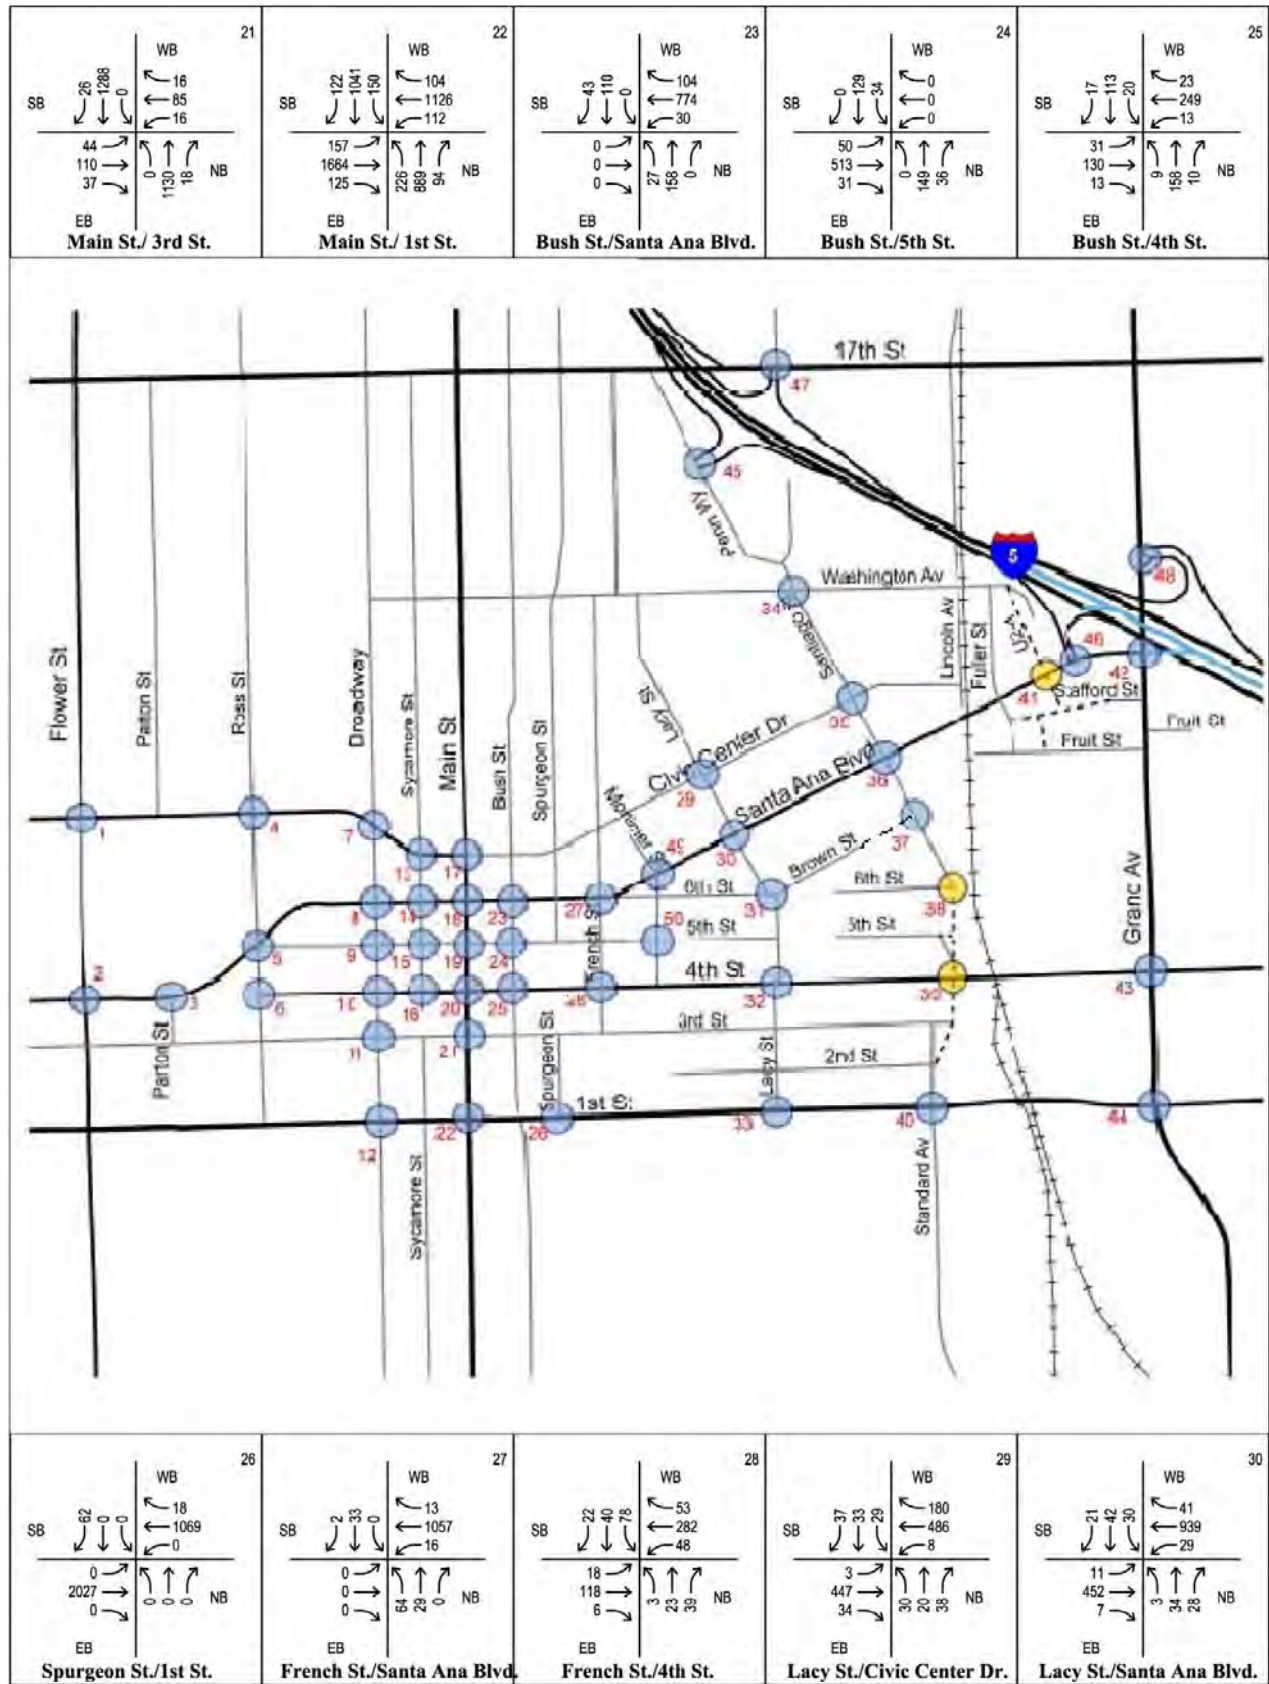 21
WB
SB
26 1288 0
16
85
16
44
110
37
0 1130 18
NB
EB
Main St./ 3rd St.
22
WB
SB
122 1041 150
104
1126
112
157
1664
125
226 889 94
NB
EB
Main St./ 1st St.
23
WB
SB
43 110 0
104
774
30
0
0
0
27 158 0
NB
EB
Bush St./Santa Ana Blvd.
24
WB
SB
0 129 34
0
0
0
50
513
31
0 149 36
NB
EB
Bush St./5th St.
25
WB
SB
17 113 20
23
249
13
31
130
13
9 158 10
NB
EB
Bush St./4th St.
17th St
47
45
Penn Wy
5
48
Washington Av
34
Santiago
Lincoln Av
Fuller St
46
42
41
Stafford St
Fruit St
Fruit St
Flower St
Parton St
Ross St
Broadway
Sycamore St
Main St
Bush St
Spurgeon St
Lacy St
Civic Center Dr
Santa Ana Blvd
36
29
1
4
7
13
17
49
30
Brown St
37
8
14
18
23
27
6th St
31
6th St
38
Grand Av
2
3
5
9
15
19
24
French St
50
5th St
5th St
4th St
6
10
16
20
25
28
32
43
Parton St
11
21
3rd St
2nd St
Spurgeon St
Lacy St
1st St
12
22
26
33
40
44
Sycamore St
Standard Av
26
WB
SB
62 0 0
18
1069
0
0
2027
0
0 0 0
NB
EB
Spurgeon St./1st St.
27
WB
SB
2 33 0
13
1057
16
0
0
0
64 29 0
NB
EB
French St./Santa Ana Blvd.
28
WB
SB
22 40 78
53
282
48
18
118
6
3 23 39
NB
EB
French St./4th St.
29
WB
SB
37 33 29
180
486
8
3
447
34
30 20 38
NB
EB
Lacy St./Civic Center Dr.
30
WB
SB
21 42 30
41
939
29
11
452
7
3 34 28
NB
EB
Lacy St./Santa Ana Blvd.